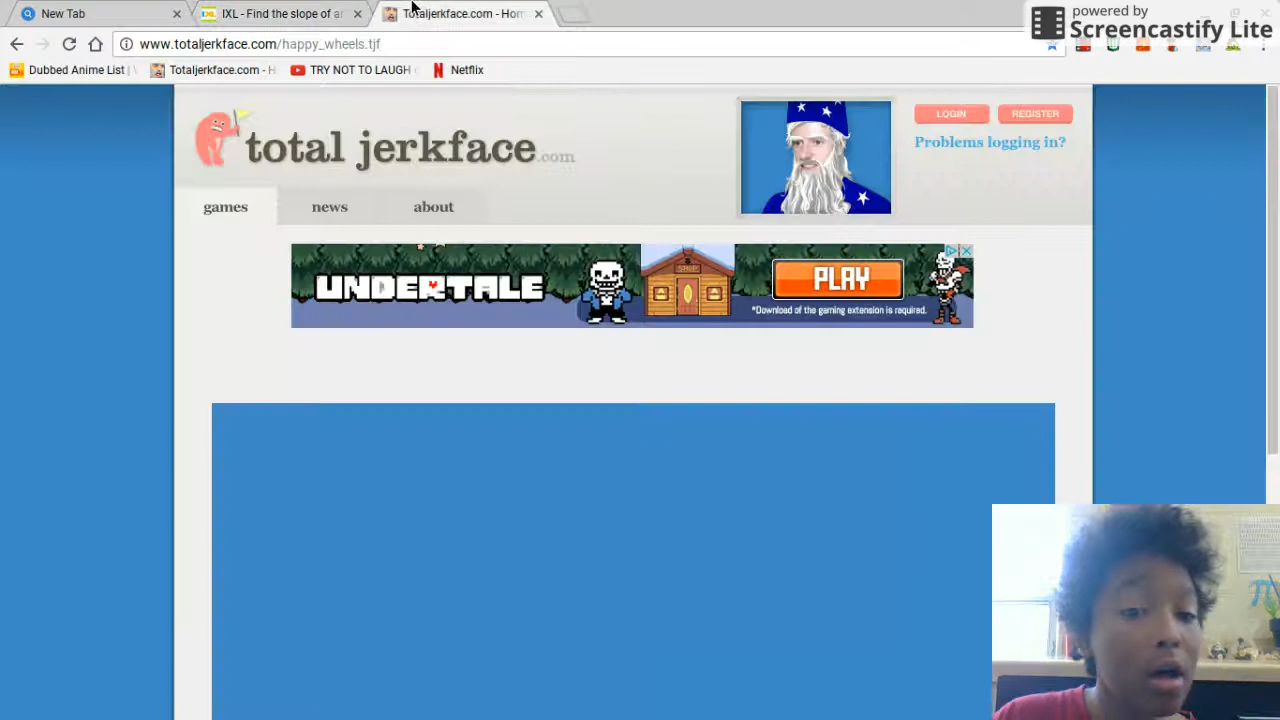 New Tab
IXL - Find the slope of a
Totaljerkface.com - Hom
powered by
Screencastify Lite
www.totaljerkface.com/happy_wheels.tjf
Dubbed Anime List |
Totaljerkface.com - H
TRY NOT TO LAUGH
Netflix
total jerkface.com
LOGIN
REGISTER
Problems logging in?
games
news
about
UNDERTALE
SHOP
PLAY
*Download of the gaming extension is required.